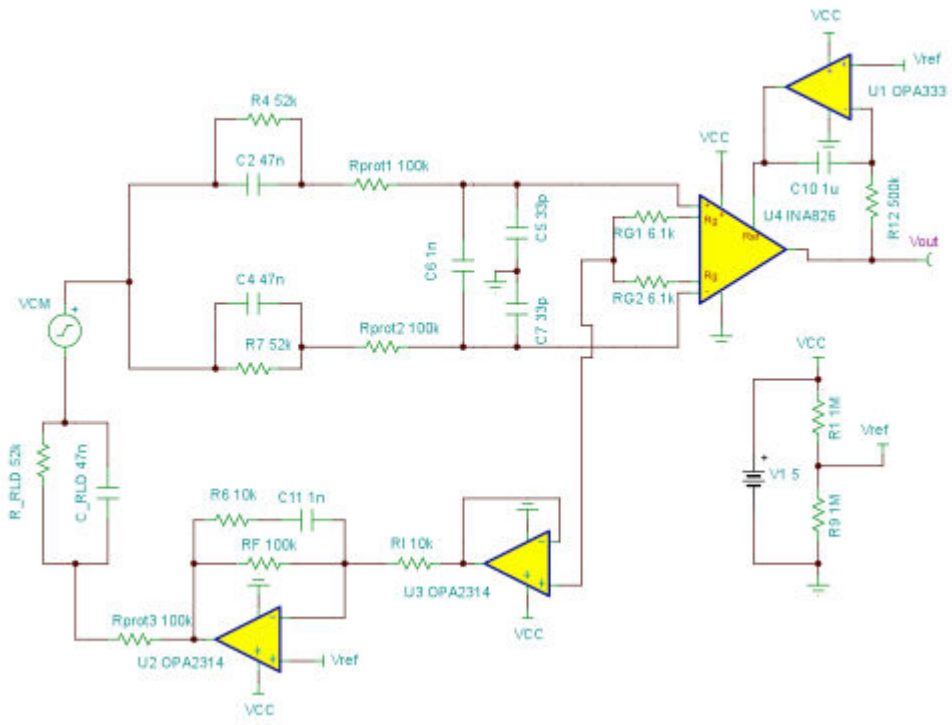 VCC
Vref
U1 OPA333
R4 52k
C2 47n
Rprot1 100k
VCC
C10 1u
R12 500k
U4 INA826
Rg
Ref
Rg
Vout
C5 33p
RG1 6.1k
C6 1n
C4 47n
RG2 6.1k
C7 33p
VCM
Rprot2 100k
R7 52k
VCC
R1 1M
Vref
V1 5
R9 1M
R_RLD 52k
C_RLD 47n
R6 10k
C11 1n
RF 100k
RI 10k
U3 OPA2314
VCC
Rprot3 100k
U2 OPA2314
Vref
VCC